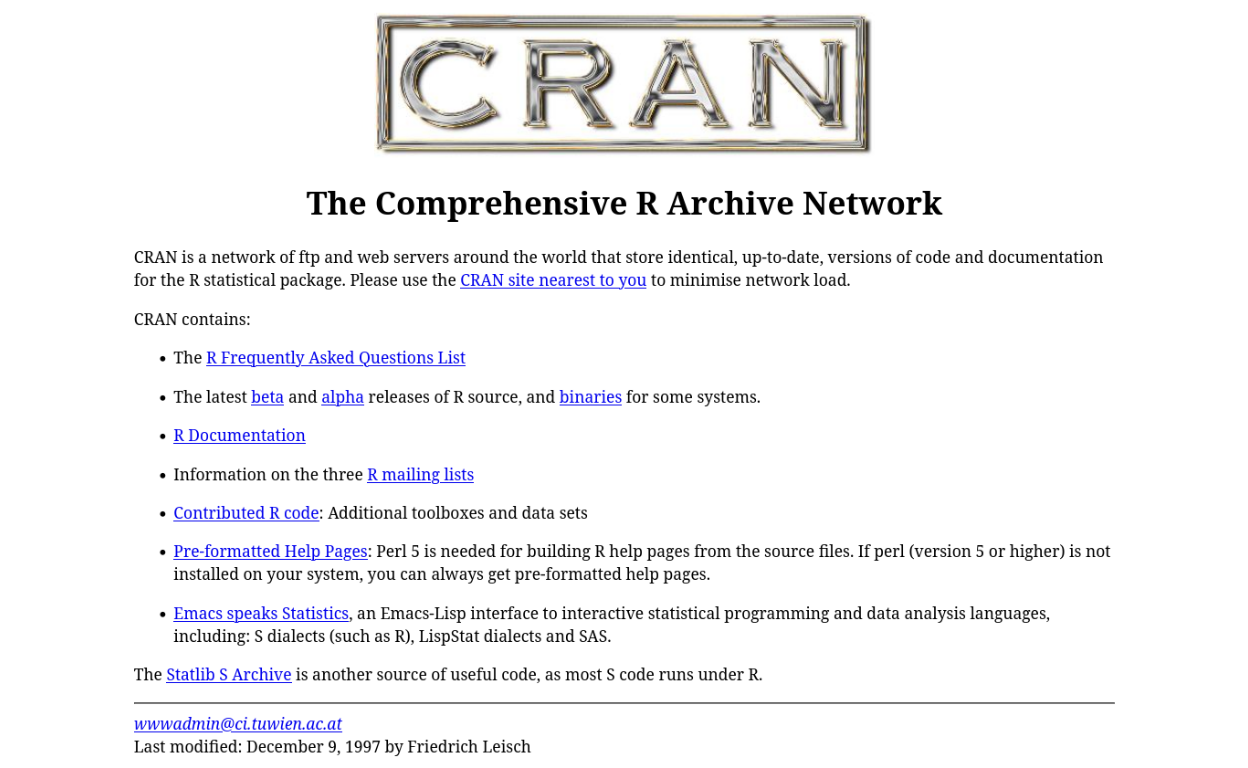 CRAN
The Comprehensive R Archive Network
CRAN is a network of ftp and web servers around the world that store identical, up-to-date, versions of code and documentation
for the R statistical package. Please use the CRAN site nearest to you to minimise network load.
CRAN contains:
• The R Frequently Asked Questions List
• The latest beta and alpha releases of R source, and binaries for some systems.
• R Documentation
• Information on the three R mailing lists
• Contributed R code: Additional toolboxes and data sets
• Pre-formatted Help Pages: Perl 5 is needed for building R help pages from the source files. If perl (version 5 or higher) is not
installed on your system, you can always get pre-formatted help pages.
• Emacs speaks Statistics, an Emacs-Lisp interface to interactive statistical programming and data analysis languages,
including: S dialects (such as R), LispStat dialects and SAS.
The Statlib S Archive is another source of useful code, as most S code runs under R.
wwwadmin@ci.tuwien.ac.at
Last modified: December 9, 1997 by Friedrich Leisch